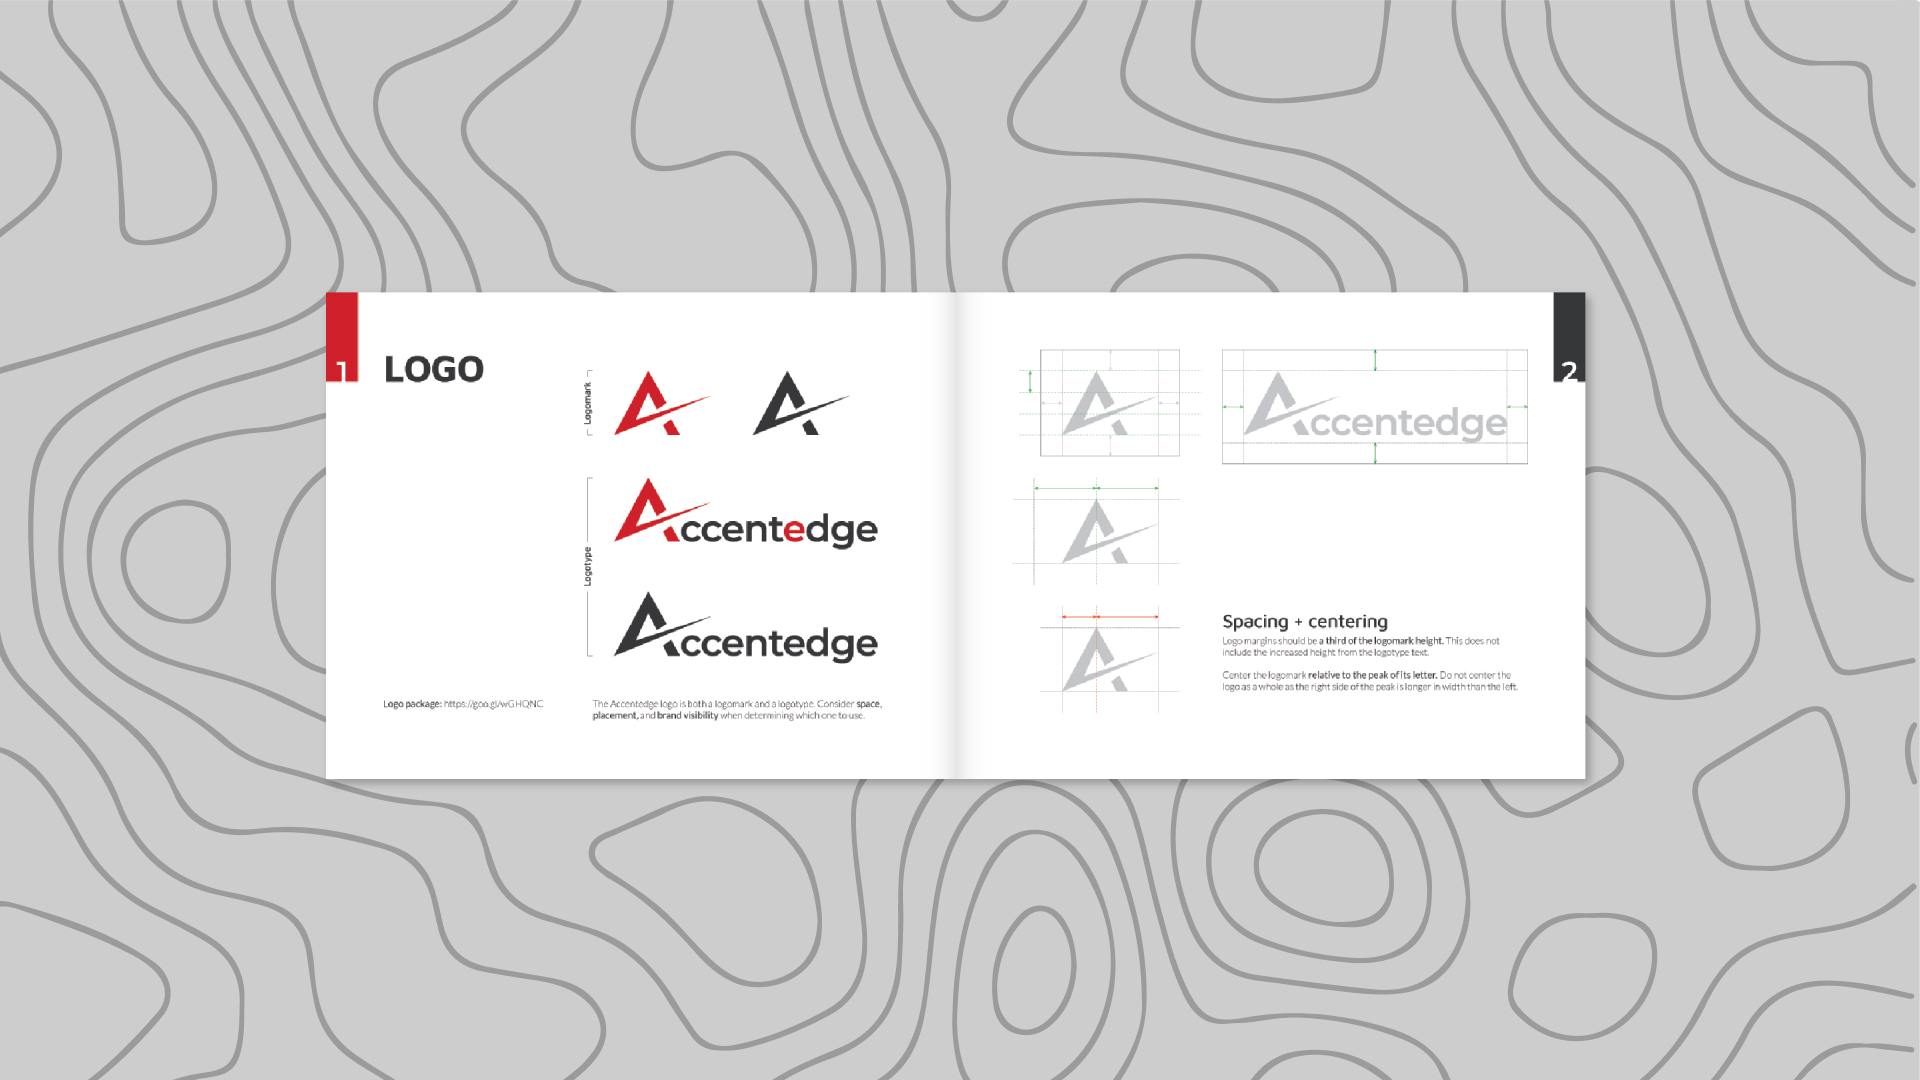 1
LOGO
Logomark
Logotype
Accentedge
Accentedge
Logo package: https://goo.gl/wGHQNC
The Accentedge logo is both a logomark and a logotype. Consider space,
placement, and brand visibility when determining which one to use.
2
Accentedge
Spacing + centering
Logo margins should be a third of the logomark height. This does not
include the increased height from the logotype text.
Center the logomark relative to the peak of its letter. Do not center the
logo as a whole as the right side of the peak is longer in width than the left.